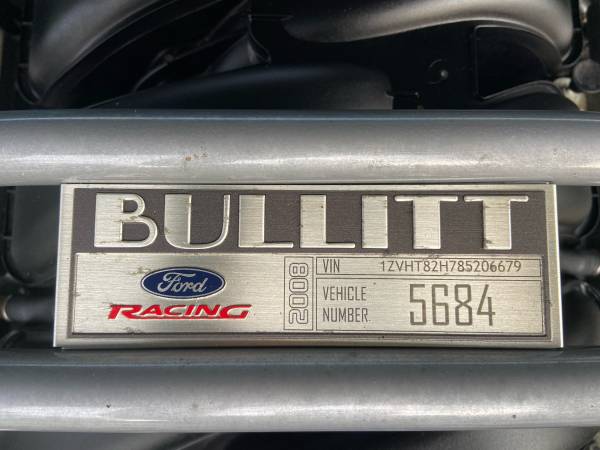 BULLITT
Ford
RACING
2008
VIN 1ZVHT82H785206679
VEHICLE
NUMBER
5684